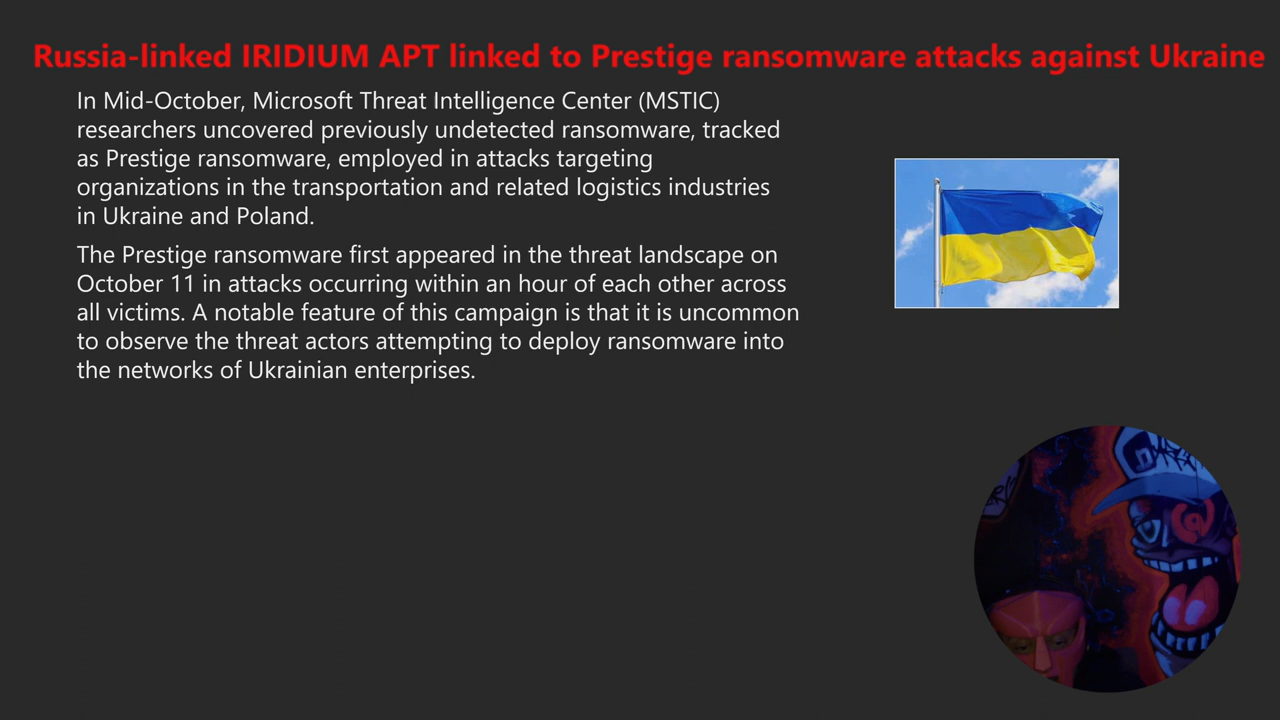 Russia-linked IRIDIUM APT linked to Prestige ransomware attacks against Ukraine
In Mid-October, Microsoft Threat Intelligence Center (MSTIC)
researchers uncovered previously undetected ransomware, tracked
as Prestige ransomware, employed in attacks targeting
organizations in the transportation and related logistics industries
in Ukraine and Poland.
The Prestige ransomware first appeared in the threat landscape on
October 11 in attacks occurring within an hour of each other across
all victims. A notable feature of this campaign is that it is uncommon
to observe the threat actors attempting to deploy ransomware into
the networks of Ukrainian enterprises.